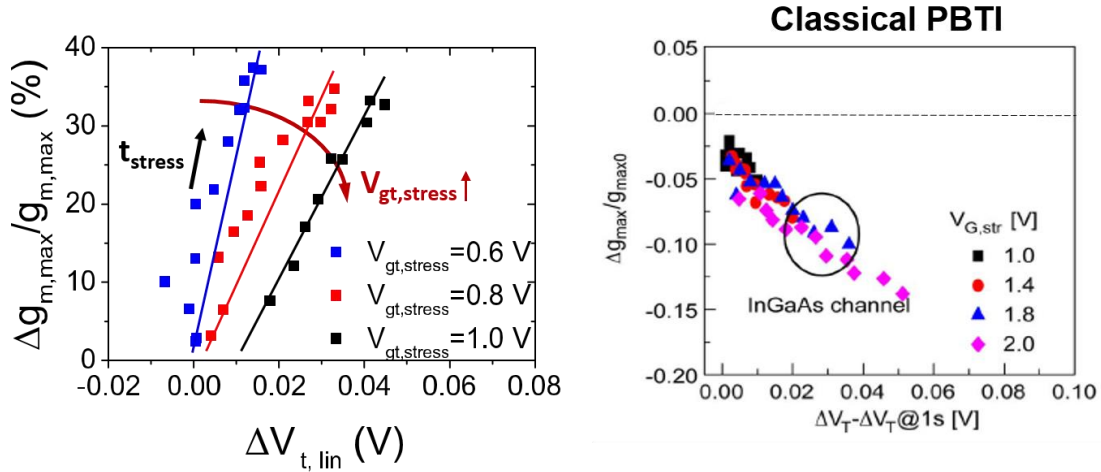 Classical PBTI
Δg_m,max/g_m,max (%)
40
30
20
10
0
-0.02 0.00 0.02 0.04 0.06 0.08
ΔV_t, lin (V)
t_stress
V_gt,stress
V_gt,stress=0.6 V
V_gt,stress=0.8 V
V_gt,stress=1.0 V
Δg_max/g_max0
0.05
0.00
-0.05
-0.10
-0.15
-0.20
0.00 0.02 0.04 0.06 0.08 0.10
ΔV_T-ΔV_T@1s [V]
InGaAs channel
V_G,str [V]
1.0
1.4
1.8
2.0